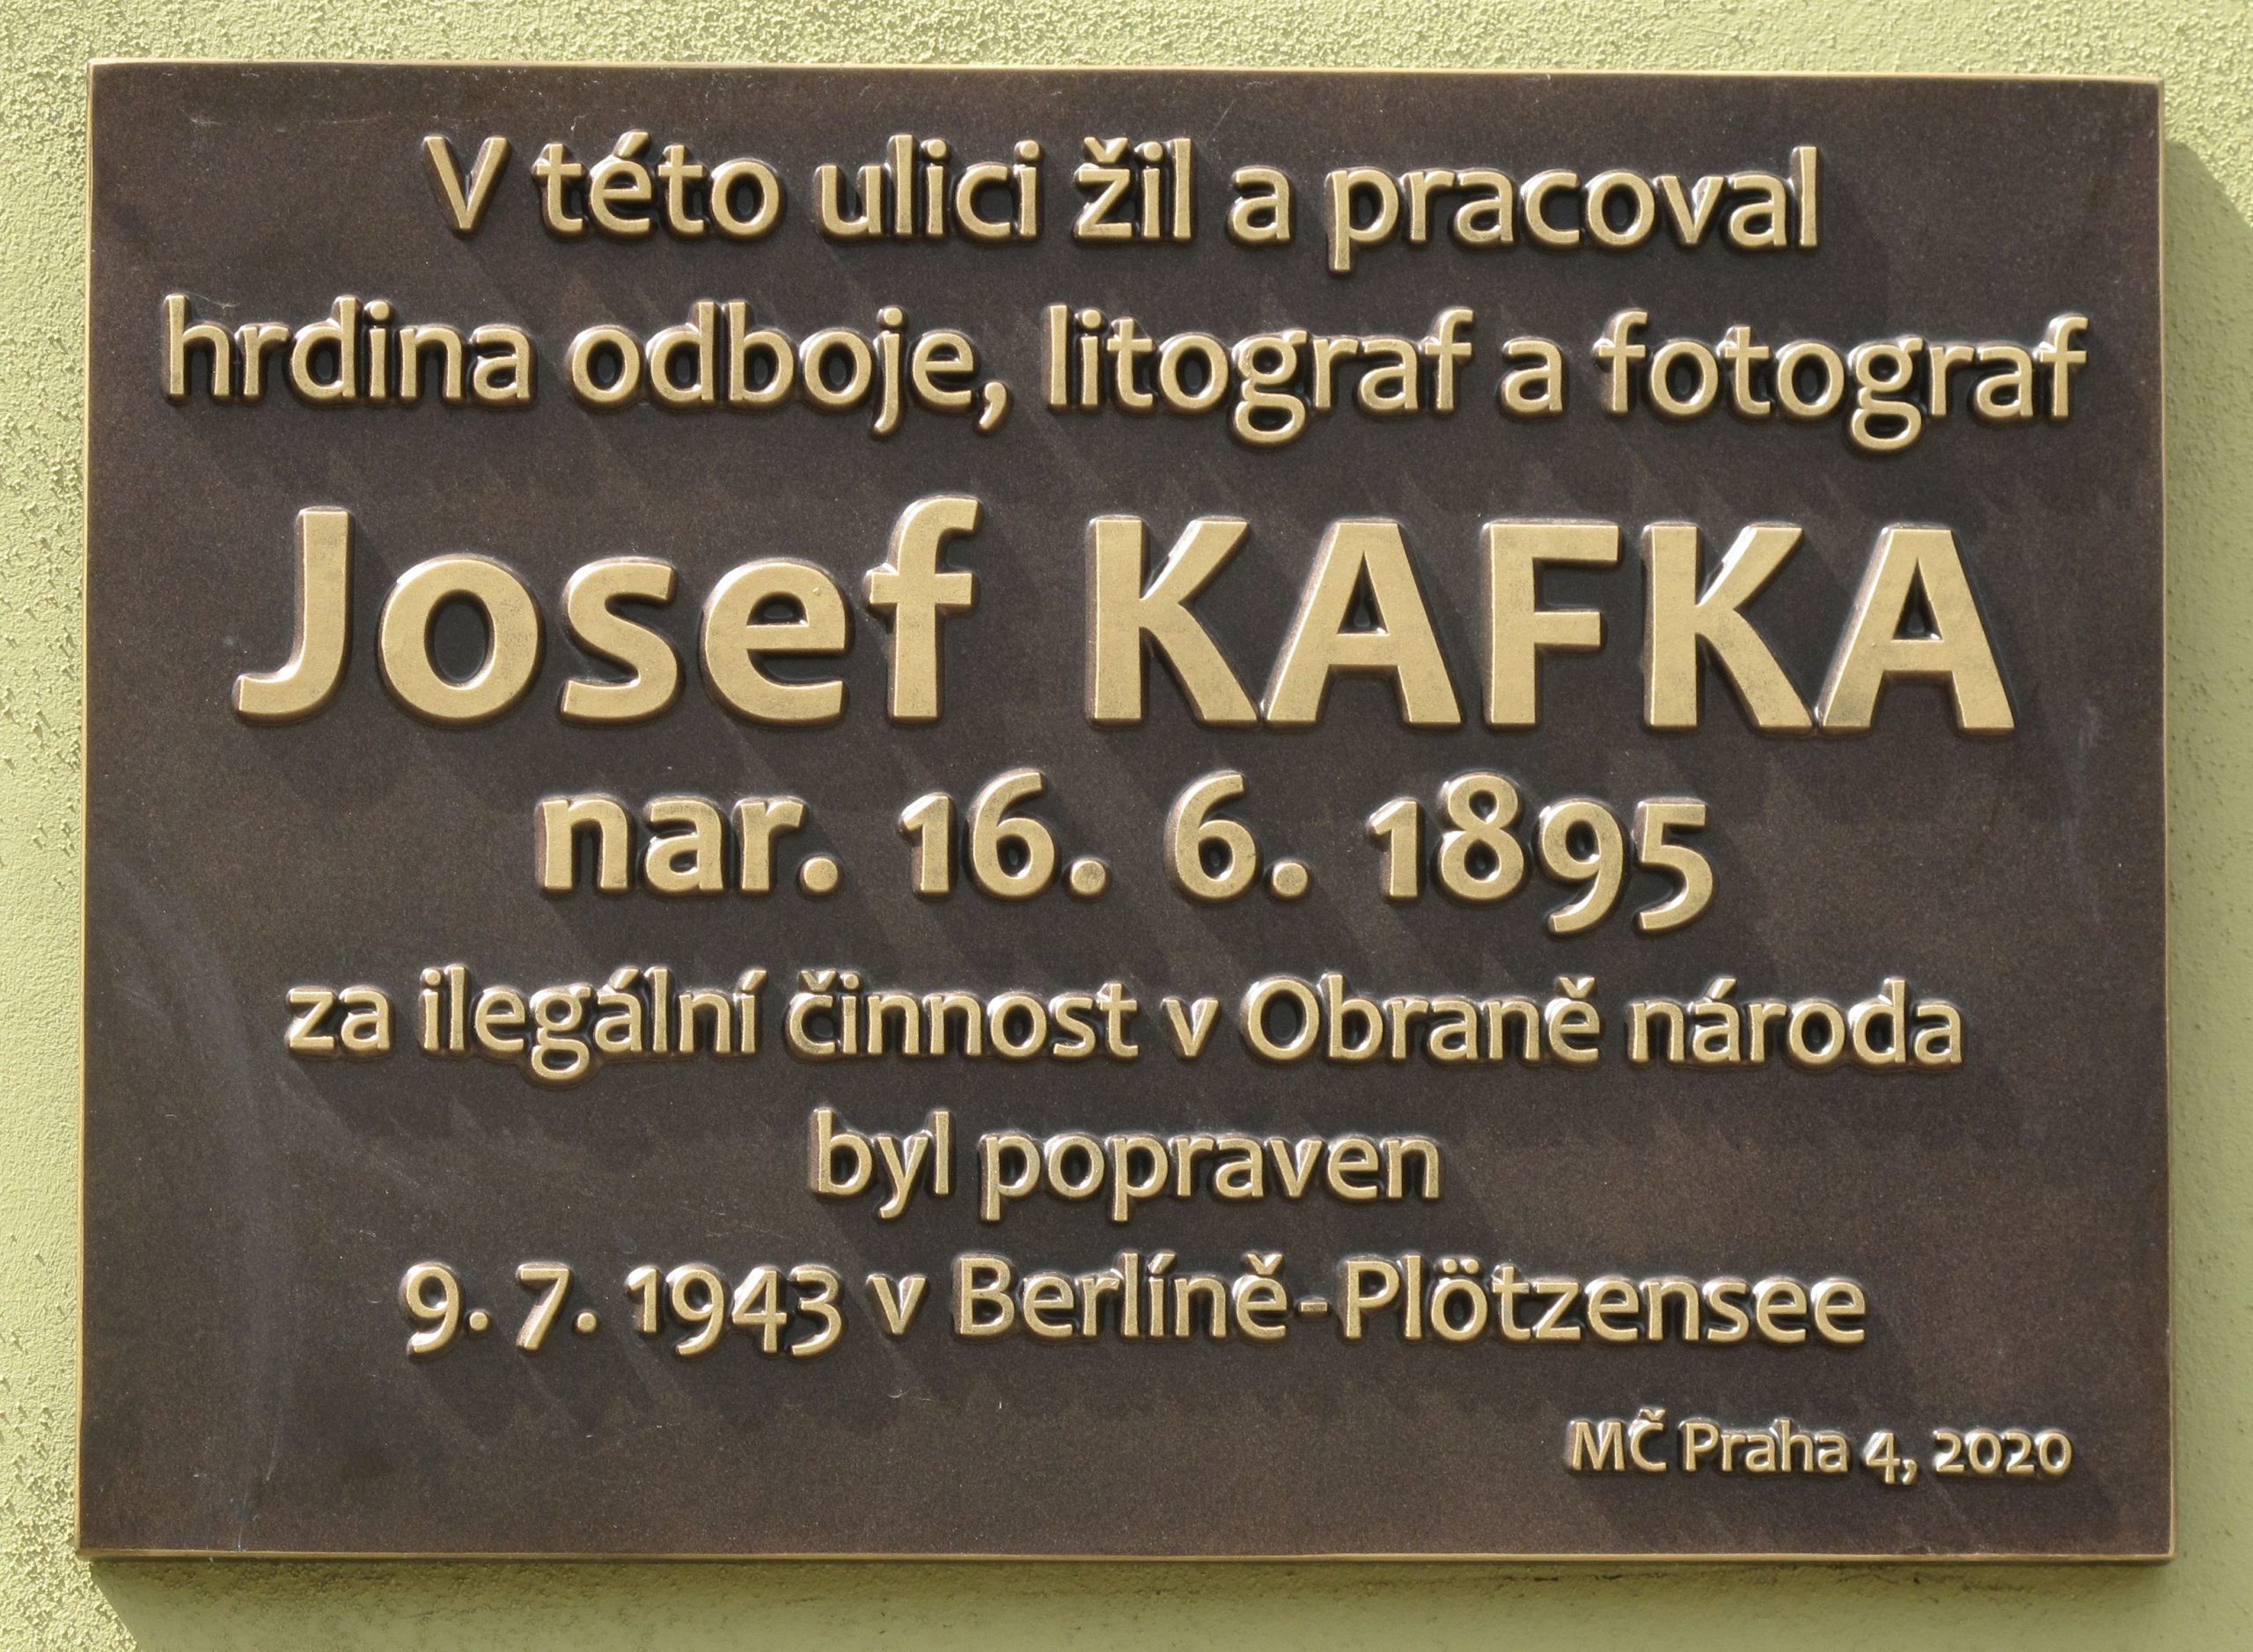 V této ulici žil a pracoval
hrdina odboje, litograf a fotograf
Josef KAFKA
nar. 16. 6. 1895
za ilegální činnost v Obraně národa
byl popraven
9. 7. 1943 v Berlíně-Plötzensee
MČ Praha 4, 2020